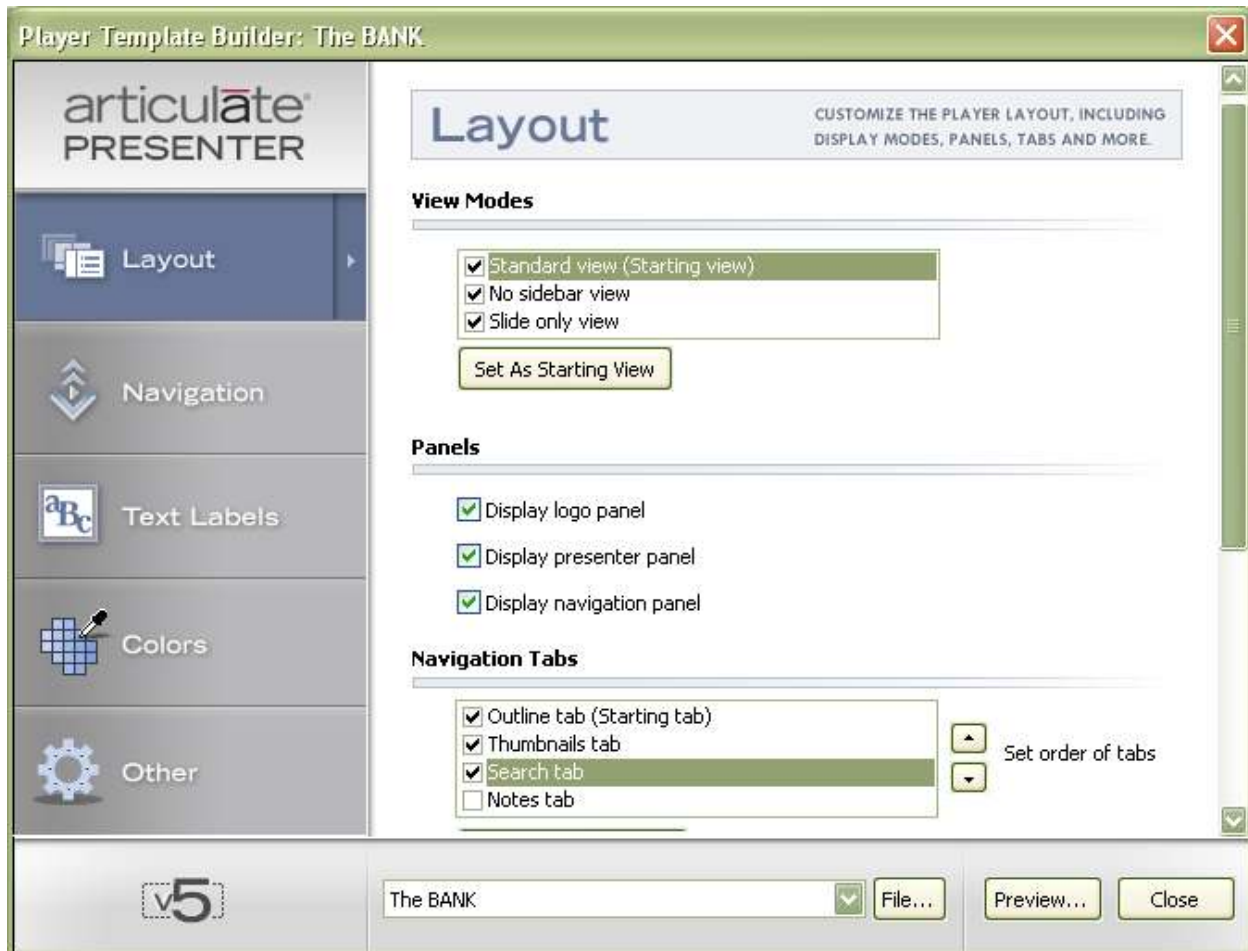 Player Template Builder: The BANK
articulāte®
PRESENTER
Layout
Navigation
Text Labels
aBc
Colors
Other
Layout
CUSTOMIZE THE PLAYER LAYOUT, INCLUDING
DISPLAY MODES, PANELS, TABS AND MORE.
View Modes
Standard view (Starting view)
No sidebar view
Slide only view
Set As Starting View
Panels
Display logo panel
Display presenter panel
Display navigation panel
Navigation Tabs
Outline tab (Starting tab)
Thumbnails tab
Search tab
Notes tab
Set order of tabs
v5
The BANK
File...
Preview...
Close